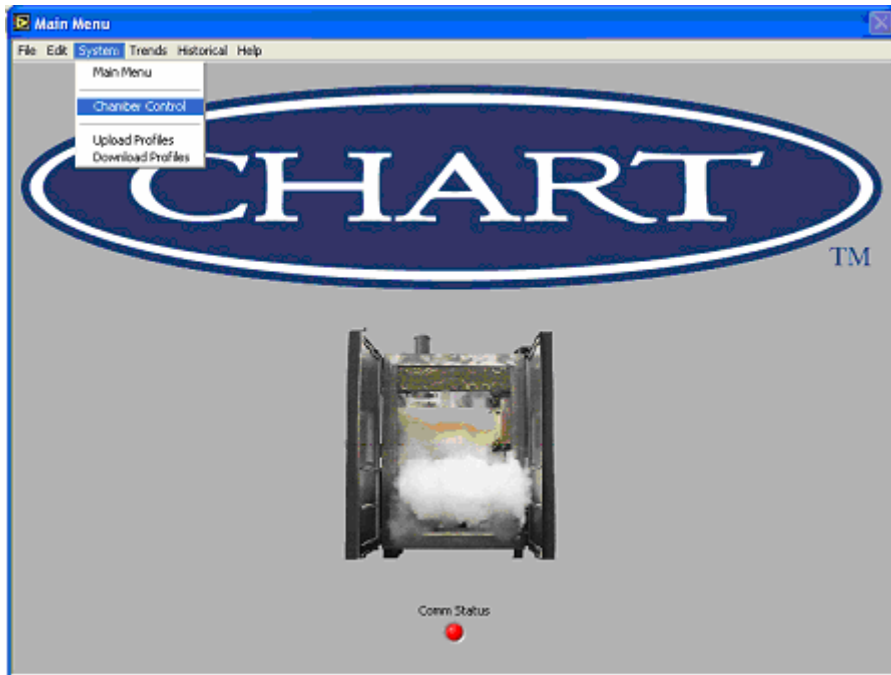 Main Menu
File Edit System Trends Historical Help
Main Menu
Chamber Control
Upload Profiles
Download Profiles
CHART
TM
Comm Status